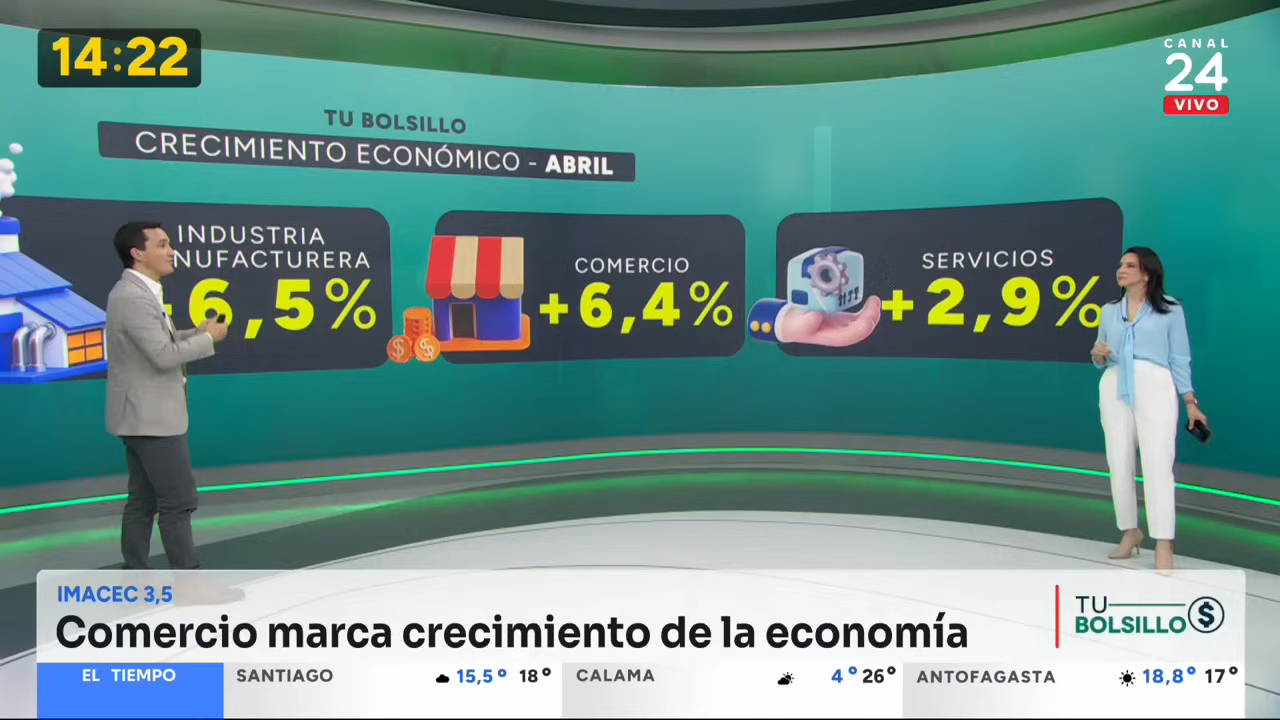 14:22
CANAL
24
VIVO
TU BOLSILLO
CRECIMIENTO ECONÓMICO - ABRIL
INDUSTRIA
NUFACTURERA
6,5%
COMERCIO
+6,4%
SERVICIOS
+2,9%
IMACEC 3,5
Comercio marca crecimiento de la economía
TU
BOLSILLO $
EL TIEMPO SANTIAGO 15,5° 18° CALAMA 4° 26° ANTOFAGASTA 18,8° 17°